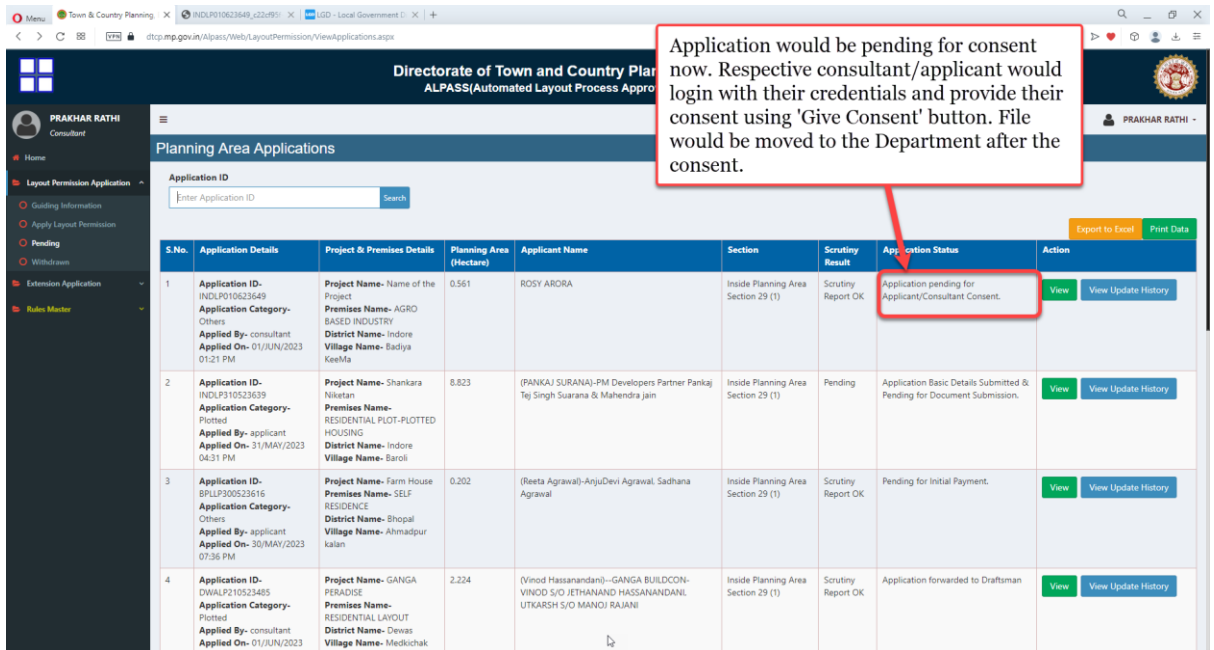 Menu
Town & Country Planning,
INDLP010623649_c22cf95
LGD - Local Government D
VPN
dtcp.mp.gov.in/Alpass/Web/LayoutPermission/ViewApplications.aspx
Directorate of Town and Country Plan
ALPASS(Automated Layout Process Appro
Application would be pending for consent
now. Respective consultant/applicant would
login with their credentials and provide their
consent using 'Give Consent' button. File
would be moved to the Department after the
consent.
PRAKHAR RATHI
Consultant
PRAKHAR RATHI
Home
Layout Permission Application
Guiding Information
Apply Layout Permission
Pending
Withdrawn
Extension Application
Rules Master
Planning Area Applications
Application ID
Enter Application ID
Search
Export to Excel
Print Data
S.No. Application Details Project & Premises Details Planning Area Applicant Name Section Scrutiny Application Status Action
(Hectare) Result
1 Application ID- Project Name- Name of the 0.561 ROSY ARORA Inside Planning Area Scrutiny Application pending for View View Update History
INDLP010623649 Project Section 29 (1) Report OK Applicant/Consultant Consent.
Application Category- Premises Name- AGRO
Others BASED INDUSTRY
Applied By- consultant District Name- Indore
Applied On- 01/JUN/2023 Village Name- Badiya
01:21 PM KeeMa
2 Application ID- Project Name- Shankara 8.823 (PANKAJ SURANA)-PM Developers Partner Pankaj Inside Planning Area Pending Application Basic Details Submitted & View View Update History
INDLP310523639 Niketan Tej Singh Suarana & Mahendra jain Section 29 (1) Pending for Document Submission.
Application Category- Premises Name-
Plotted RESIDENTIAL PLOT-PLOTTED
Applied By- applicant HOUSING
Applied On- 31/MAY/2023 District Name- Indore
04:31 PM Village Name- Baroli
3 Application ID- Project Name- Farm House 0.202 (Reeta Agrawal)-AnjuDevi Agrawal, Sadhana Inside Planning Area Scrutiny Pending for Initial Payment. View View Update History
BPLLP300523616 Premises Name- SELF Agrawal Section 29 (1) Report OK
Application Category- RESIDENCE
Others District Name- Bhopal
Applied By- applicant Village Name- Ahmadpur
Applied On- 30/MAY/2023 kalan
07:36 PM
4 Application ID- Project Name- GANGA 2.224 (Vinod Hassanandani)--GANGA BUILDCON- Inside Planning Area Scrutiny Application forwarded to Draftsman View View Update History
DWALP210523485 PERADISE VINOD S/O JETHANAND HASSANANDANI, Section 29 (1) Report OK
Application Category- Premises Name- UTKARSH S/O MANOJ RAJANI
Plotted RESIDENTIAL LAYOUT
Applied By- consultant District Name- Dewas
Applied On- 01/JUN/2023 Village Name- Medkichak